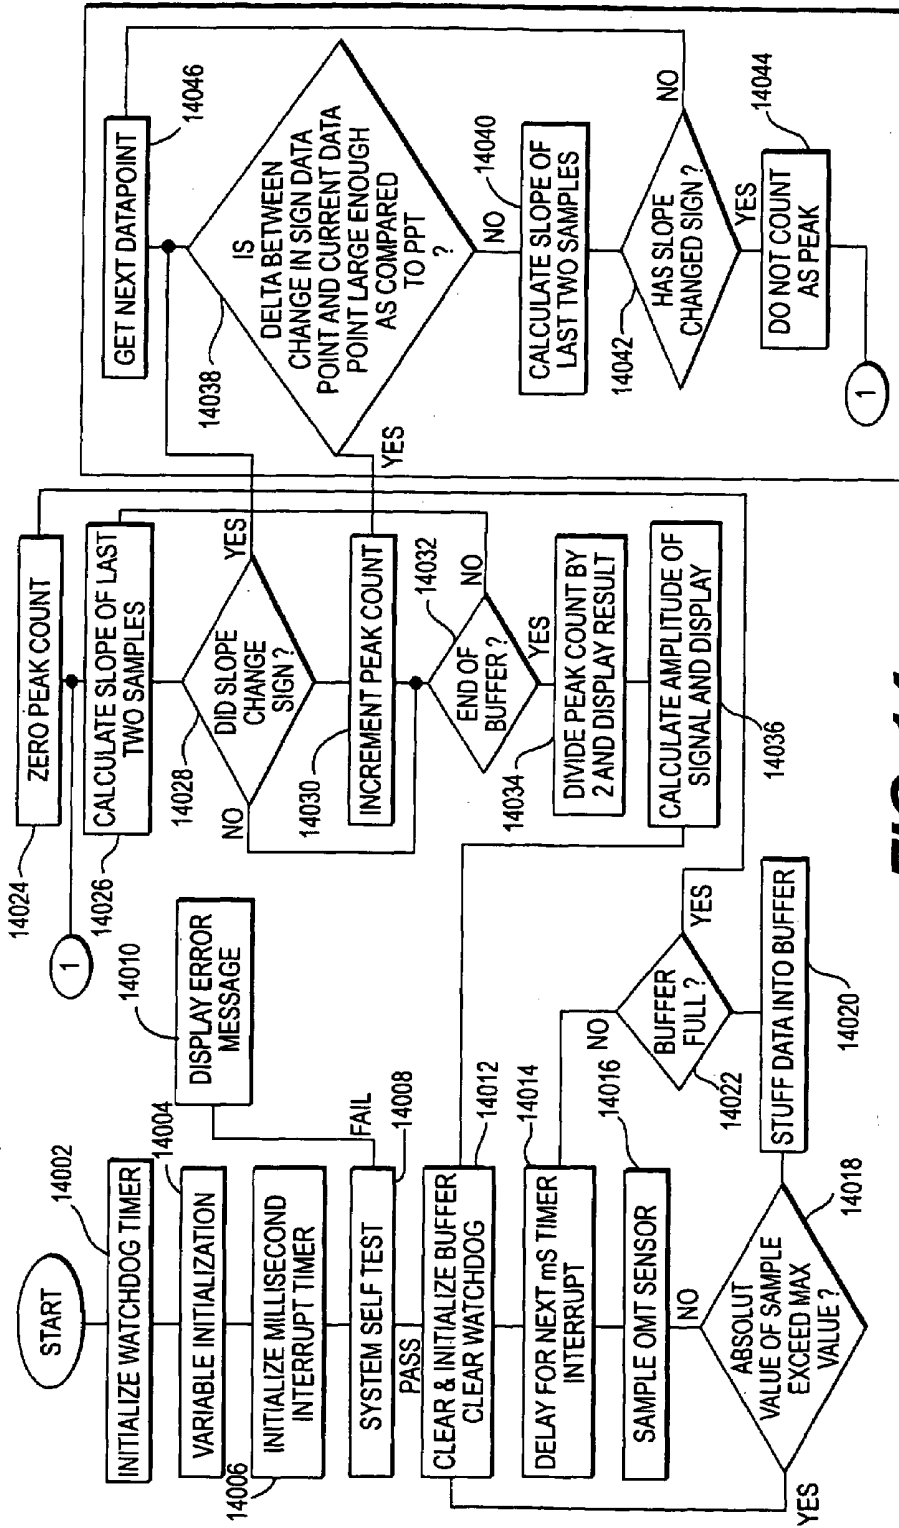 START
14002
INITIALIZE WATCHDOG TIMER
14004
VARIABLE INITIALIZATION
14006
INITIALIZE MILLISECOND
INTERRUPT TIMER
SYSTEM SELF TEST
14008
FAIL
PASS
14010
DISPLAY ERROR
MESSAGE
CLEAR & INITIALIZE BUFFER
CLEAR WATCHDOG
14012
DELAY FOR NEXT mS TIMER
INTERRUPT
14014
SAMPLE OMT SENSOR
14016
NO
ABSOLUT
VALUE OF SAMPLE
EXCEED MAX
VALUE ?
14018
YES
STUFF DATA INTO BUFFER
14020
BUFFER
FULL ?
14022
NO
YES
14024
ZERO PEAK COUNT
1
14026
CALCULATE SLOPE OF LAST
TWO SAMPLES
14028
DID SLOPE
CHANGE
SIGN ?
YES
NO
14030
INCREMENT PEAK COUNT
END OF
BUFFER ?
14032
NO
YES
14034
DIVIDE PEAK COUNT BY
2 AND DISPLAY RESULT
CALCULATE AMPLITUDE OF
SIGNAL AND DISPLAY
14036
GET NEXT DATAPOINT
14046
14038
IS
DELTA BETWEEN
CHANGE IN SIGN DATA
POINT AND CURRENT DATA
POINT LARGE ENOUGH
AS COMPARED
TO PPT
?
YES
NO
14040
CALCULATE SLOPE OF
LAST TWO SAMPLES
14042
HAS SLOPE
CHANGED SIGN ?
NO
YES
14044
DO NOT COUNT
AS PEAK
1